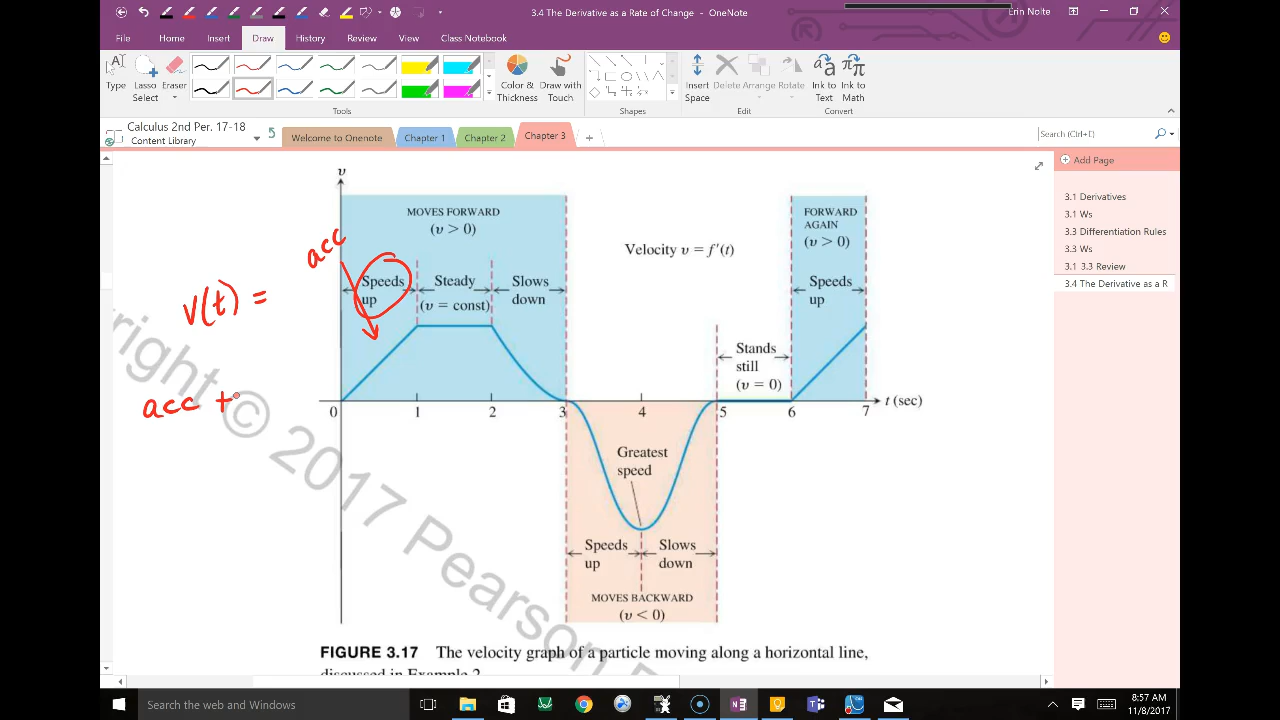 3.4 The Derivative as a Rate of Change - OneNote
Erin Nolte
File Home Insert Draw History Review View Class Notebook
Type
Lasso Select
Eraser
Tools
Color & Thickness
Draw with Touch
Shapes
Insert Space
Delete
Arrange
Rotate
Edit
Ink to Text
Ink to Math
Convert
Calculus 2nd Per. 17-18
Content Library
Welcome to Onenote
Chapter 1
Chapter 2
Chapter 3
Search (Ctrl+E)
Add Page
3.1 Derivatives
3.1 Ws
3.3 Differentiation Rules
3.3 Ws
3.1 3.3 Review
3.4 The Derivative as a R
υ
MOVES FORWARD
(υ > 0)
FORWARD
AGAIN
(υ > 0)
Velocity υ = f′(t)
acc
Speeds
up
Steady
(υ = const)
Slows
down
Speeds
up
v(t) =
Stands
still
(υ = 0)
acc +
0 1 2 3 4 5 6 7 t (sec)
Greatest
speed
Speeds
up
Slows
down
MOVES BACKWARD
(υ < 0)
right © 2017 Pearson
FIGURE 3.17 The velocity graph of a particle moving along a horizontal line,
discussed in Example 2
Search the web and Windows
8:57 AM
11/8/2017